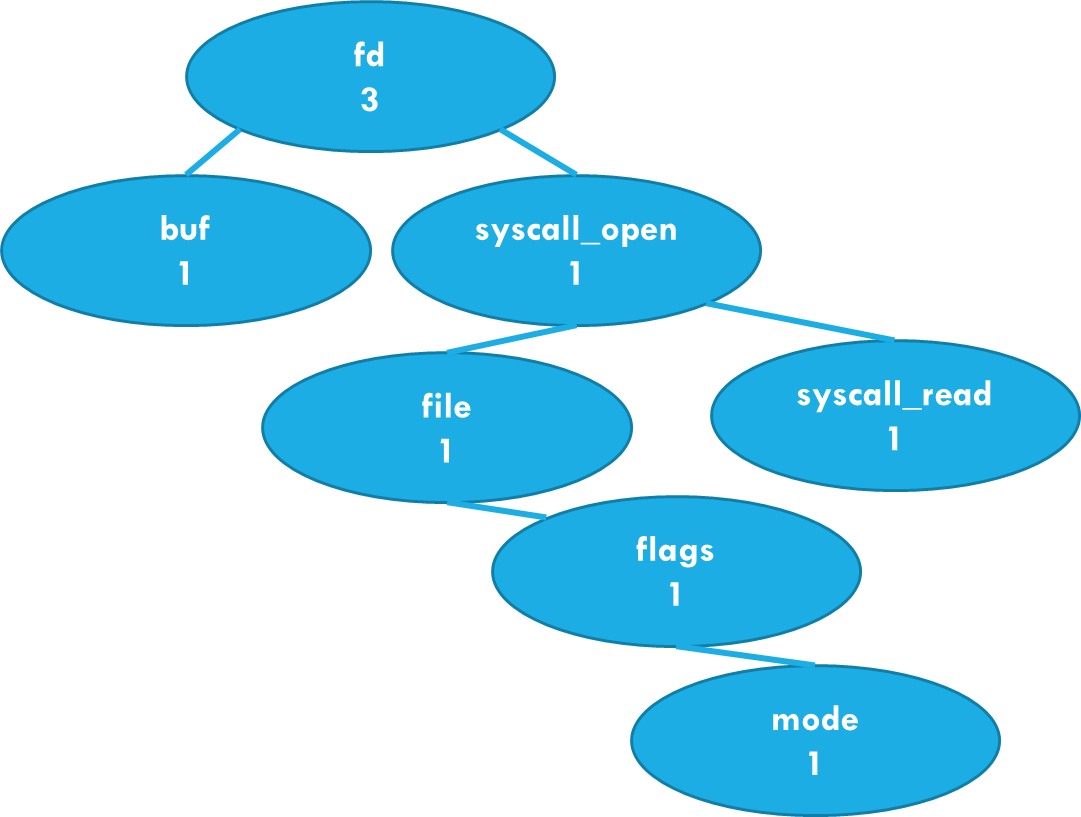 fd
3
buf
1
syscall_open
1
file
1
syscall_read
1
flags
1
mode
1